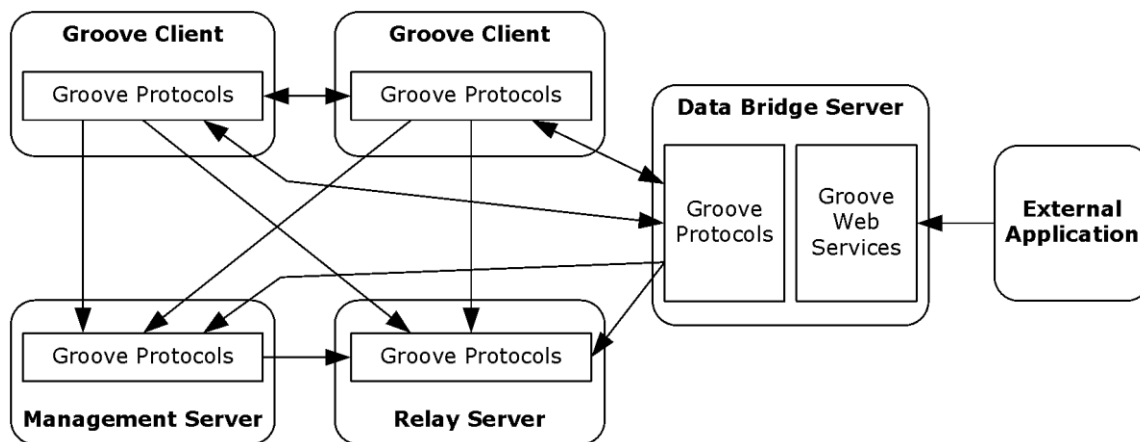 Groove Client
Groove Protocols
Groove Client
Groove Protocols
Data Bridge Server
Groove
Protocols
Groove
Web
Services
External
Application
Groove Protocols
Management Server
Groove Protocols
Relay Server